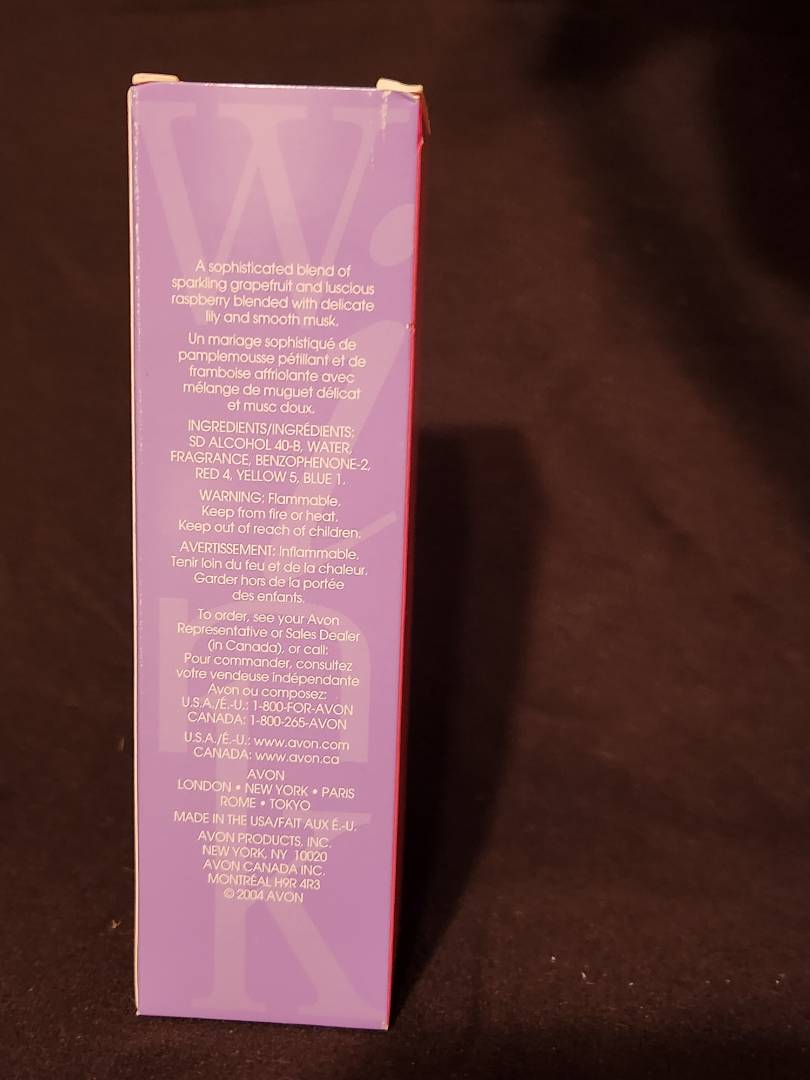 Wink
A sophisticated blend of
sparkling grapefruit and luscious
raspberry blended with delicate
lily and smooth musk.
Un mariage sophistiqué de
pamplemousse pétillant et de
framboise affriolante avec
mélange de muguet délicat
et musc doux.
INGREDIENTS/INGRÉDIENTS:
SD ALCOHOL 40-B, WATER,
FRAGRANCE, BENZOPHENONE-2,
RED 4, YELLOW 5, BLUE 1.
WARNING: Flammable.
Keep from fire or heat.
Keep out of reach of children.
AVERTISSEMENT: Inflammable.
Tenir loin du feu et de la chaleur.
Garder hors de la portée
des enfants.
To order, see your Avon
Representative or Sales Dealer
(in Canada), or call:
Pour commander, consultez
votre vendeuse indépendante
Avon ou composez:
U.S.A./É.-U.: 1-800-FOR-AVON
CANADA: 1-800-265-AVON
U.S.A./É.-U.: www.avon.com
CANADA: www.avon.ca
AVON
LONDON • NEW YORK • PARIS
ROME • TOKYO
MADE IN THE USA/FAIT AUX É.-U.
AVON PRODUCTS, INC.
NEW YORK, NY 10020
AVON CANADA INC.
MONTRÉAL H9R 4R3
© 2004 AVON